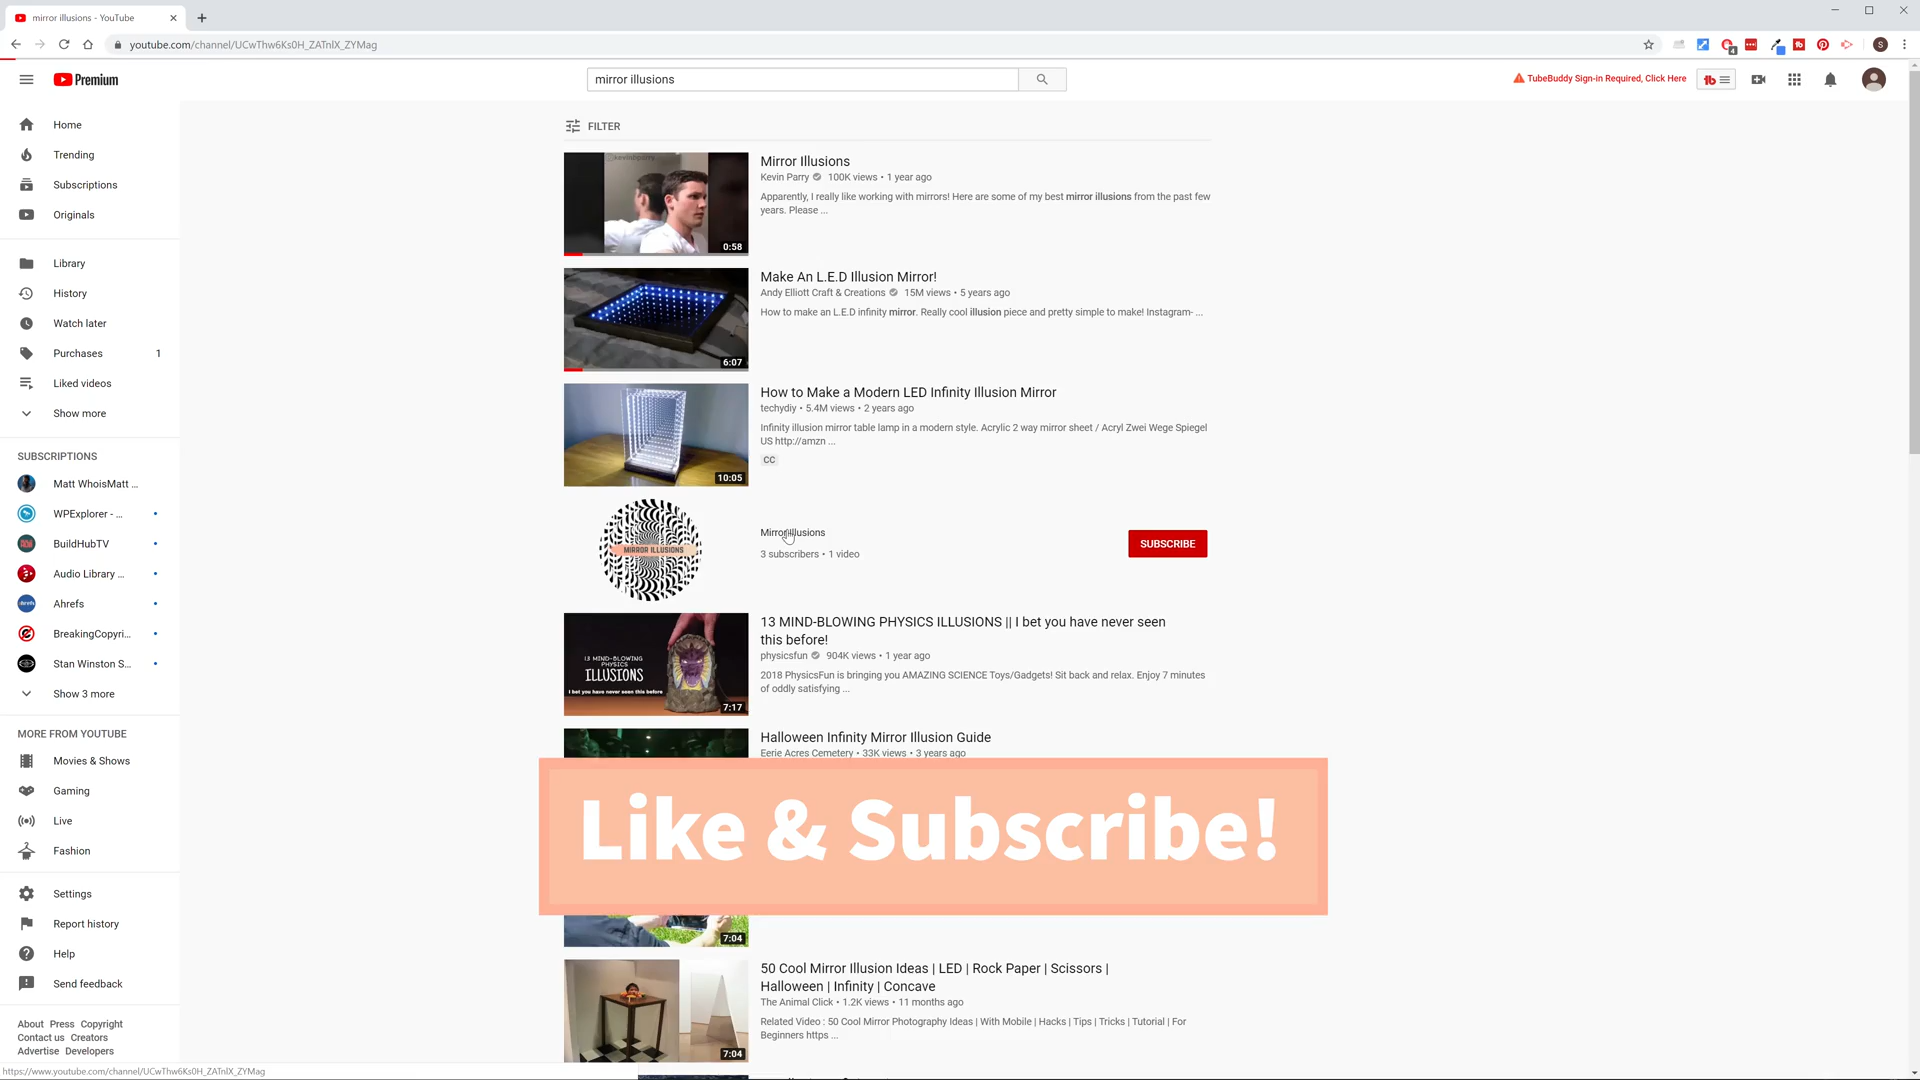 mirror illusions - YouTube
youtube.com/channel/UCwThw6Ks0H_ZATnlX_ZYMag
Premium
mirror illusions
TubeBuddy Sign-in Required, Click Here
Home
Trending
Subscriptions
Originals
Library
History
Watch later
Purchases 1
Liked videos
Show more
SUBSCRIPTIONS
Matt WhoisMatt ...
WPExplorer - ...
BuildHubTV
Audio Library ...
Ahrefs
BreakingCopyri...
Stan Winston S...
Show 3 more
MORE FROM YOUTUBE
Movies & Shows
Gaming
Live
Fashion
Settings
Report history
Help
Send feedback
About Press Copyright
Contact us Creators
Advertise Developers
https://www.youtube.com/channel/UCwThw6Ks0H_ZATnlX_ZYMag
FILTER
0:58
Mirror Illusions
Kevin Parry 100K views • 1 year ago
Apparently, I really like working with mirrors! Here are some of my best mirror illusions from the past few
years. Please ...
6:07
Make An L.E.D Illusion Mirror!
Andy Elliott Craft & Creations 15M views • 5 years ago
How to make an L.E.D infinity mirror. Really cool illusion piece and pretty simple to make! Instagram- ...
10:05
How to Make a Modern LED Infinity Illusion Mirror
techydiy • 5.4M views • 2 years ago
Infinity illusion mirror table lamp in a modern style. Acrylic 2 way mirror sheet / Acryl Zwei Wege Spiegel
US http://amzn ...
CC
MIRROR ILLUSIONS
Mirror Illusions
3 subscribers • 1 video
SUBSCRIBE
13 MIND-BLOWING
PHYSICS
ILLUSIONS
I bet you have never seen this before
7:17
13 MIND-BLOWING PHYSICS ILLUSIONS || I bet you have never seen
this before!
physicsfun 904K views • 1 year ago
2018 PhysicsFun is bringing you AMAZING SCIENCE Toys/Gadgets! Sit back and relax. Enjoy 7 minutes
of oddly satisfying ...
Halloween Infinity Mirror Illusion Guide
Eerie Acres Cemetery • 33K views • 3 years ago
Like & Subscribe!
7:04
7:04
50 Cool Mirror Illusion Ideas | LED | Rock Paper | Scissors |
Halloween | Infinity | Concave
The Animal Click • 1.2K views • 11 months ago
Related Video : 50 Cool Mirror Photography Ideas | With Mobile | Hacks | Tips | Tricks | Tutorial | For
Beginners https ...